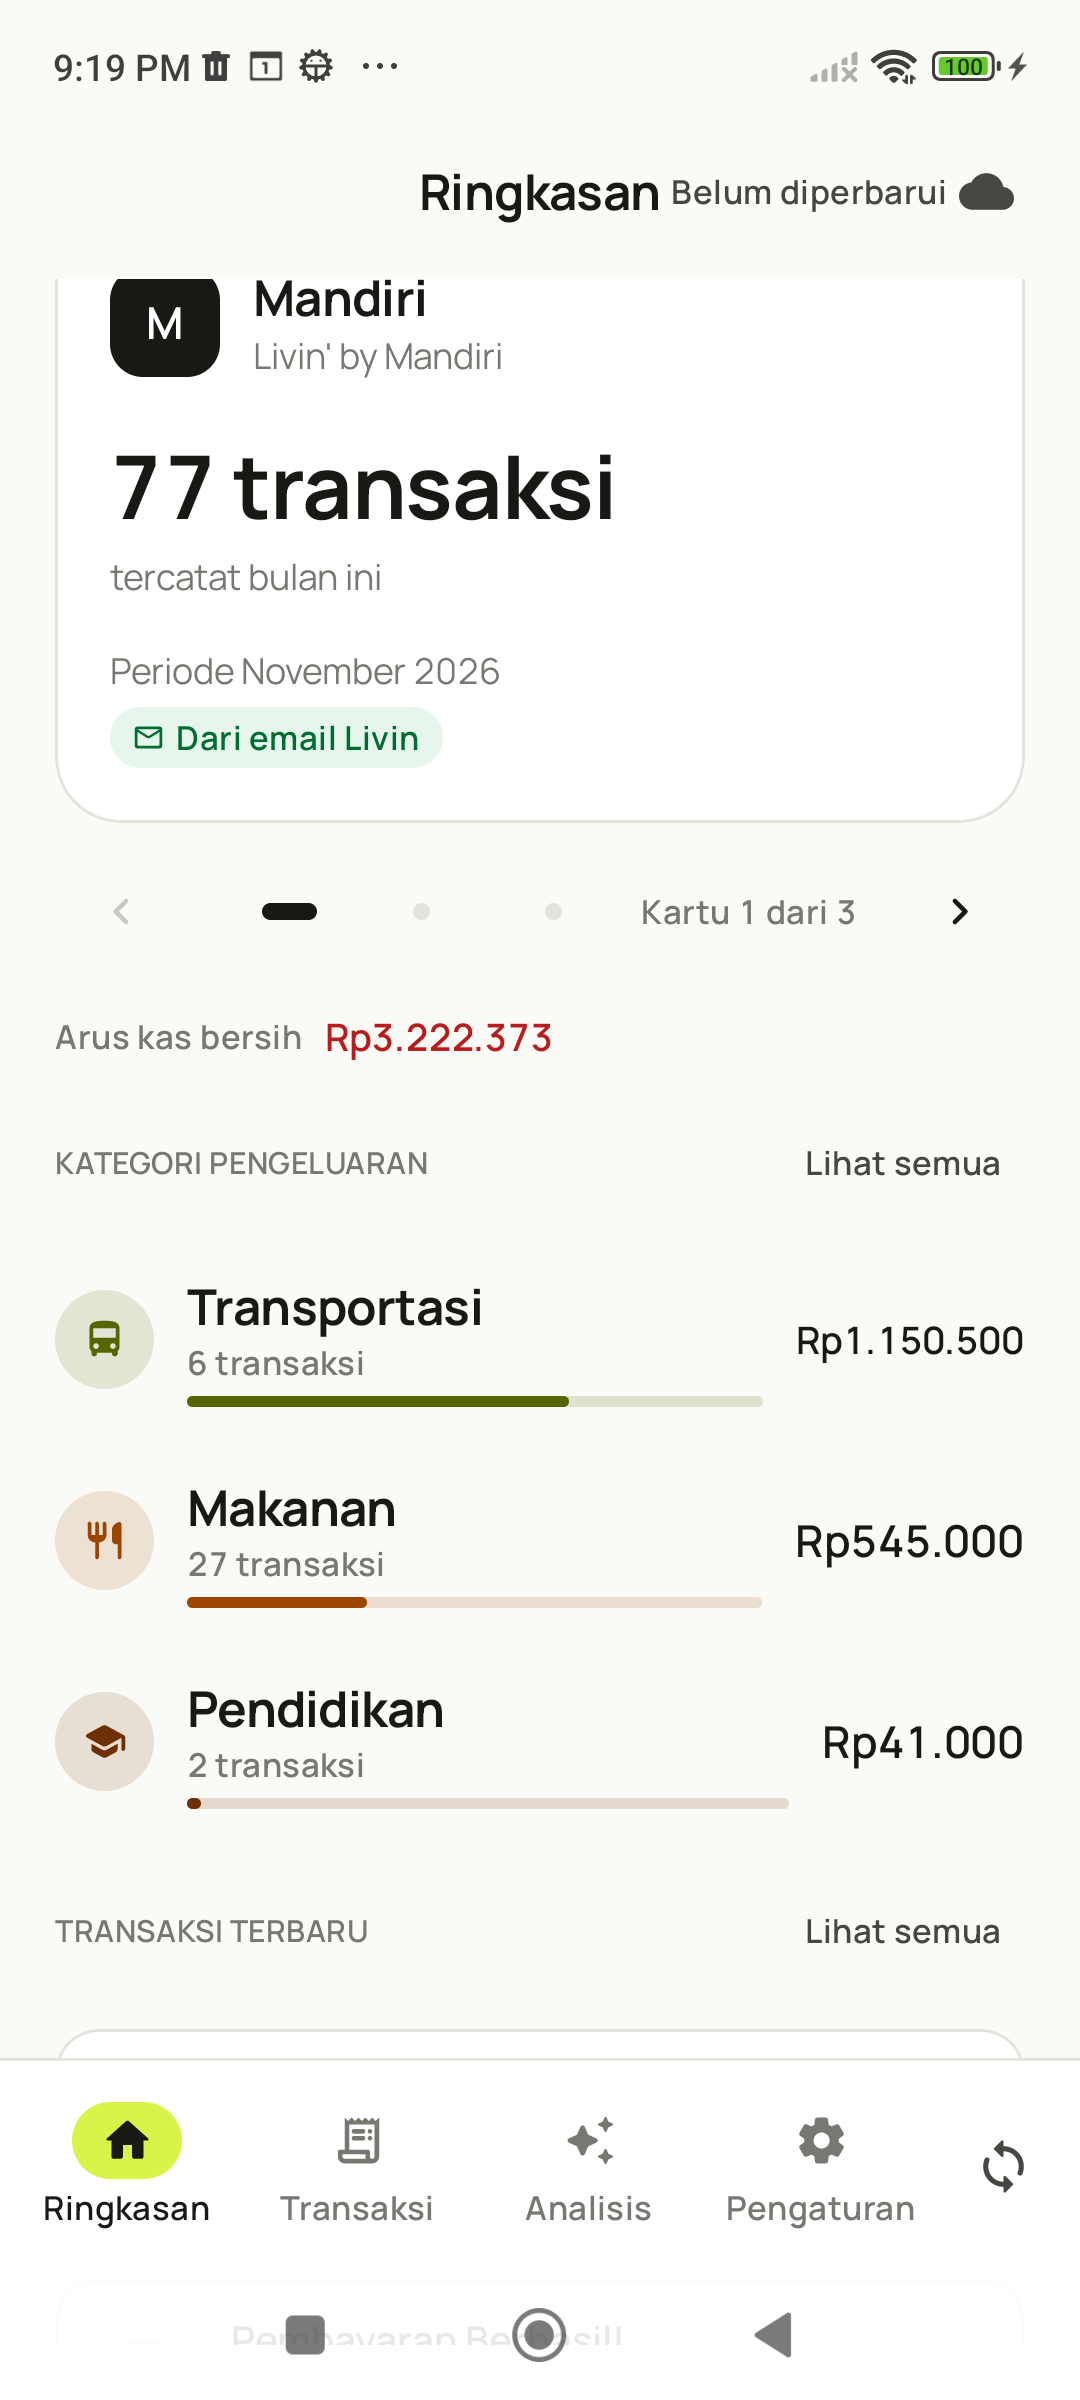 9:19 PM
100
Ringkasan Belum diperbarui
M
Mandiri
Livin' by Mandiri
77 transaksi
tercatat bulan ini
Periode November 2026
Dari email Livin
Kartu 1 dari 3
Arus kas bersih Rp3.222.373
KATEGORI PENGELUARAN Lihat semua
Transportasi
6 transaksi
Rp1.150.500
Makanan
27 transaksi
Rp545.000
Pendidikan
2 transaksi
Rp41.000
TRANSAKSI TERBARU Lihat semua
Ringkasan Transaksi Analisis Pengaturan
Pembayaran Berhasil!